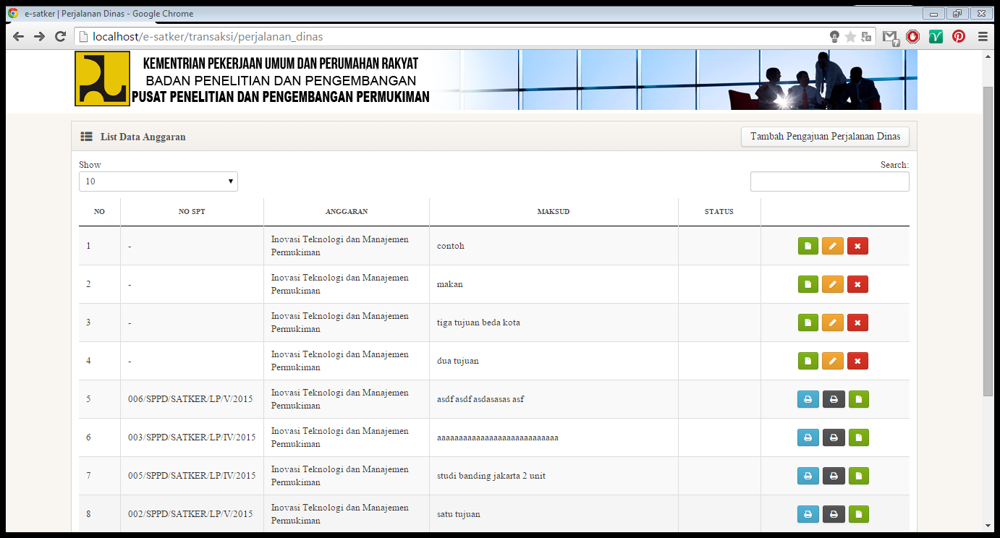 e-satker | Perjalanan Dinas - Google Chrome
localhost/e-satker/transaksi/perjalanan_dinas
KEMENTRIAN PEKERJAAN UMUM DAN PERUMAHAN RAKYAT
BADAN PENELITIAN DAN PENGEMBANGAN
PUSAT PENELITIAN DAN PENGEMBANGAN PERMUKIMAN
List Data Anggaran
Tambah Pengajuan Perjalanan Dinas
Show
Search:
10
NO NO SPT ANGGARAN MAKSUD STATUS
1 - Inovasi Teknologi dan Manajemen
Permukiman contoh
2 - Inovasi Teknologi dan Manajemen
Permukiman makan
3 - Inovasi Teknologi dan Manajemen
Permukiman tiga tujuan beda kota
4 - Inovasi Teknologi dan Manajemen
Permukiman dua tujuan
5 006/SPPD/SATKER/LP/V/2015 Inovasi Teknologi dan Manajemen
Permukiman asdf asdf asdasasas asf
6 003/SPPD/SATKER/LP/IV/2015 Inovasi Teknologi dan Manajemen
Permukiman aaaaaaaaaaaaaaaaaaaaaaaaaaaa
7 005/SPPD/SATKER/LP/IV/2015 Inovasi Teknologi dan Manajemen
Permukiman studi banding jakarta 2 unit
8 002/SPPD/SATKER/LP/V/2015 Inovasi Teknologi dan Manajemen
Permukiman satu tujuan